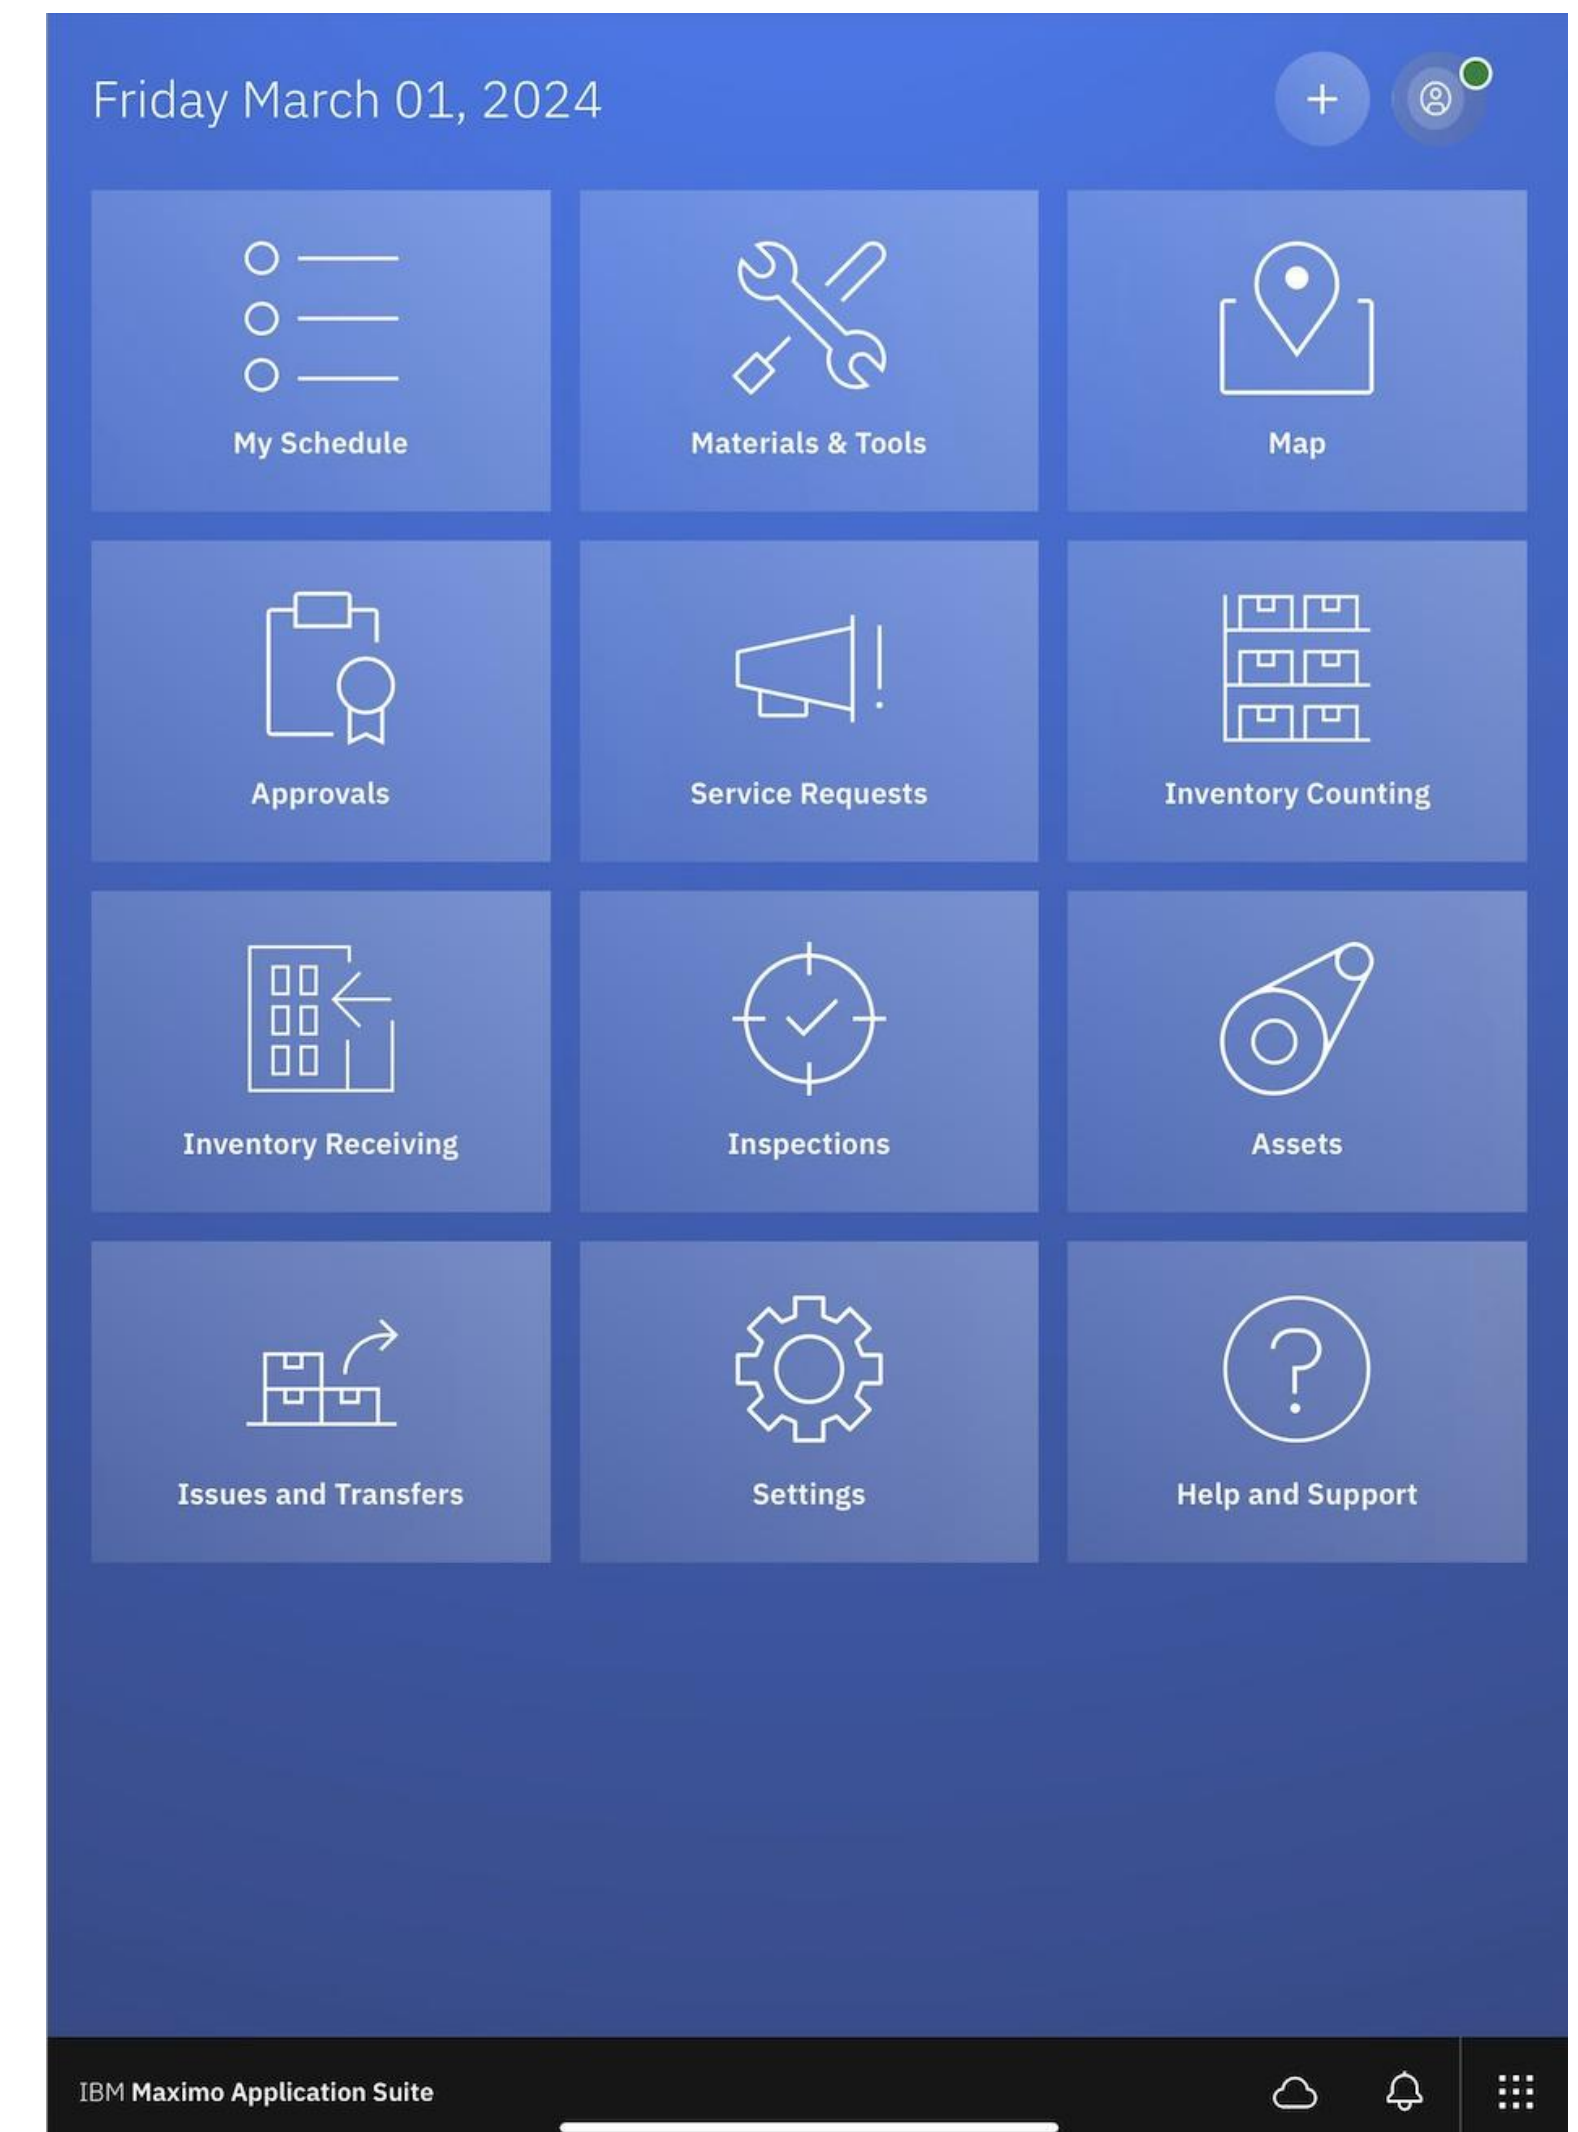 Friday March 01, 2024
My Schedule
Materials & Tools
Map
Approvals
Service Requests
Inventory Counting
Inventory Receiving
Inspections
Assets
Issues and Transfers
Settings
Help and Support
IBM Maximo Application Suite